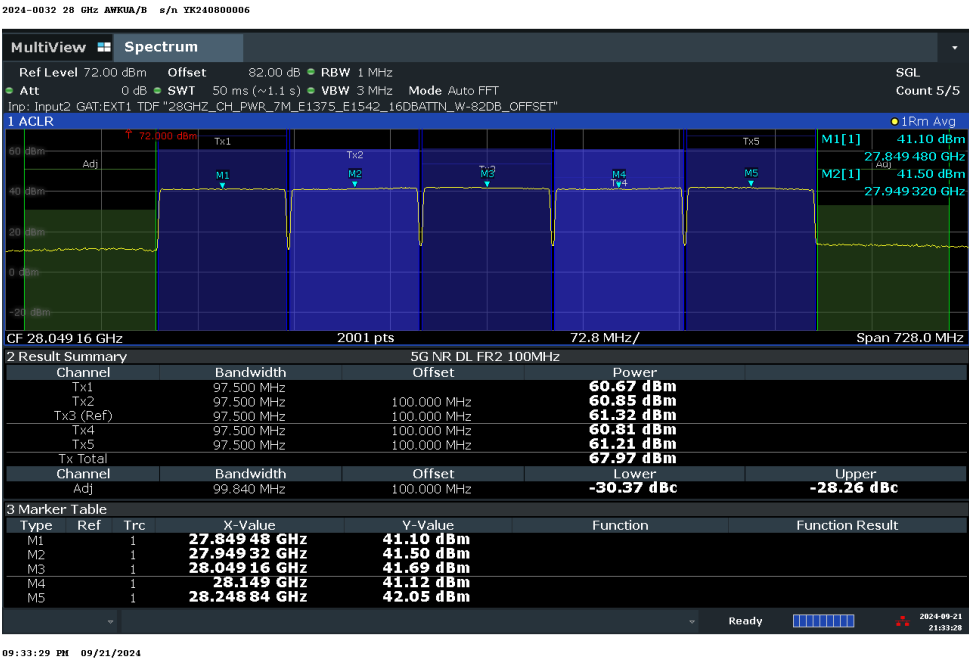 2024-0032 28 GHz AWKUA/B s/n YK240800006
MultiView Spectrum
Ref Level 72.00 dBm Offset 82.00 dB RBW 1 MHz SGL
Att 0 dB SWT 50 ms (~1.1 s) VBW 3 MHz Mode Auto FFT Count 5/5
Inp: Input2 GAT:EXT1 TDF "28GHZ_CH_PWR_7M_E1375_E1542_16DBATTN_W-82DB_OFFSET"
1 ACLR 1Rm Avg
72.000 dBm Tx1 Tx5 M1[1] 41.10 dBm
60 dBm Tx2 27.849 480 GHz
Adj Tx3 Adj
M1 M2 M3 M4 M5 M2[1] 41.50 dBm
40 dBm Tx4 27.949 320 GHz
20 dBm
0 dBm
-20 dBm
CF 28.049 16 GHz 2001 pts 72.8 MHz/ Span 728.0 MHz
2 Result Summary 5G NR DL FR2 100MHz
Channel Bandwidth Offset Power
Tx1 97.500 MHz 60.67 dBm
Tx2 97.500 MHz 100.000 MHz 60.85 dBm
Tx3 (Ref) 97.500 MHz 100.000 MHz 61.32 dBm
Tx4 97.500 MHz 100.000 MHz 60.81 dBm
Tx5 97.500 MHz 100.000 MHz 61.21 dBm
Tx Total 67.97 dBm
Channel Bandwidth Offset Lower Upper
Adj 99.840 MHz 100.000 MHz -30.37 dBc -28.26 dBc
3 Marker Table
Type Ref Trc X-Value Y-Value Function Function Result
M1 1 27.849 48 GHz 41.10 dBm
M2 1 27.949 32 GHz 41.50 dBm
M3 1 28.049 16 GHz 41.69 dBm
M4 1 28.149 GHz 41.12 dBm
M5 1 28.248 84 GHz 42.05 dBm
Ready 2024-09-21
21:33:28
09:33:29 PM 09/21/2024